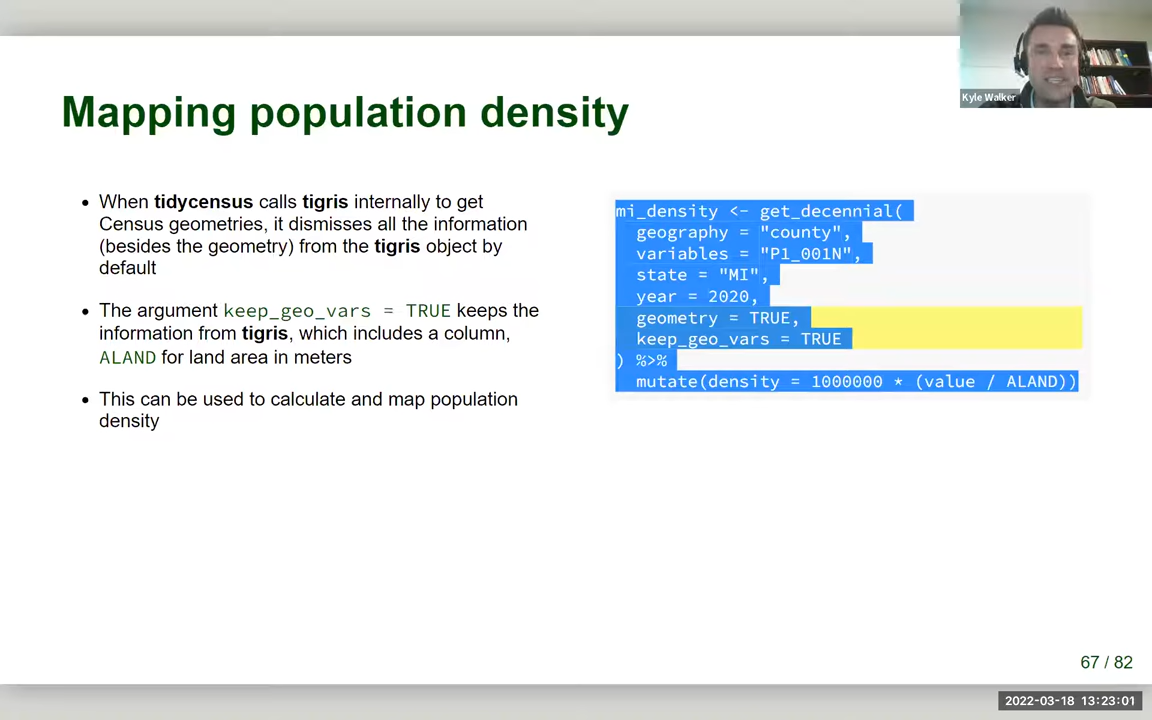 Mapping population density
Kyle Walker
When tidycensus calls tigris internally to get
Census geometries, it dismisses all the information
(besides the geometry) from the tigris object by
default
The argument keep_geo_vars = TRUE keeps the
information from tigris, which includes a column,
ALAND for land area in meters
This can be used to calculate and map population
density
mi_density <- get_decennial(
geography = "county",
variables = "P1_001N",
state = "MI",
year = 2020,
geometry = TRUE,
keep_geo_vars = TRUE
) %>%
mutate(density = 1000000 * (value / ALAND))
67 / 82
2022-03-18 13:23:01